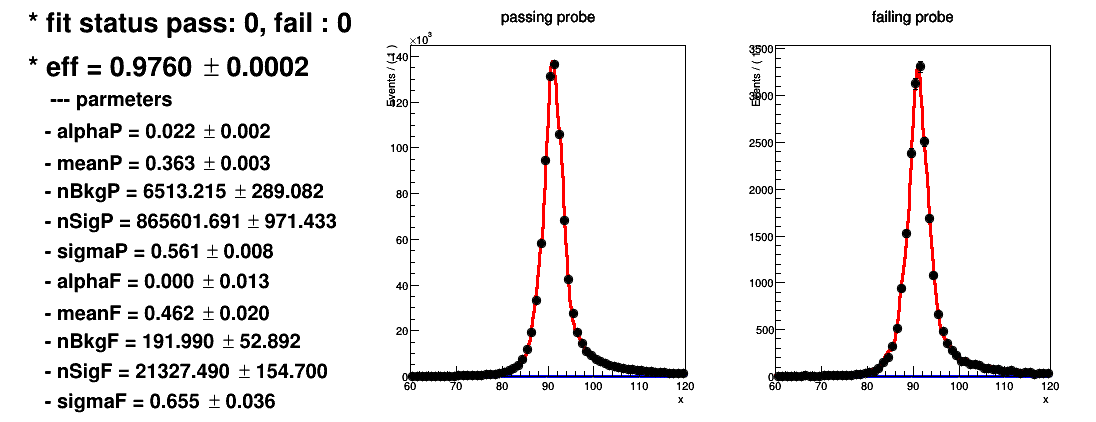 * fit status pass: 0, fail : 0
* eff = 0.9760 ± 0.0002
--- parmeters
- alphaP = 0.022 ± 0.002
- meanP = 0.363 ± 0.003
- nBkgP = 6513.215 ± 289.082
- nSigP = 865601.691 ± 971.433
- sigmaP = 0.561 ± 0.008
- alphaF = 0.000 ± 0.013
- meanF = 0.462 ± 0.020
- nBkgF = 191.990 ± 52.892
- nSigF = 21327.490 ± 154.700
- sigmaF = 0.655 ± 0.036
passing probe
×10³
Events / ( 1 )
140
120
100
80
60
40
20
0
60 70 80 90 100 110 120
x
failing probe
3500
3000
2500
2000
1500
1000
500
0
60 70 80 90 100 110 120
x